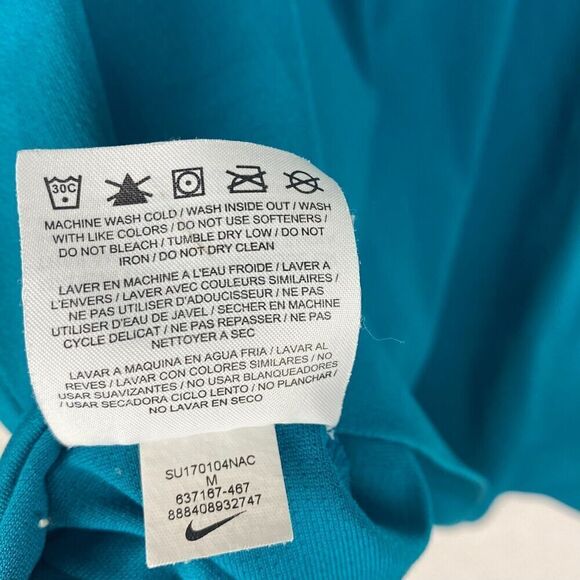 30C
MACHINE WASH COLD / WASH INSIDE OUT / WASH
WITH LIKE COLORS / DO NOT USE SOFTENERS /
DO NOT BLEACH / TUMBLE DRY LOW / DO NOT
IRON / DO NOT DRY CLEAN
LAVER EN MACHINE A L'EAU FROIDE / LAVER A
L'ENVERS / LAVER AVEC COULEURS SIMILAIRES /
NE PAS UTILISER D'ADOUCISSEUR / NE PAS
UTILISER D'EAU DE JAVEL / SECHER EN MACHINE
CYCLE DELICAT / NE PAS REPASSER / NE PAS
NETTOYER A SEC
LAVAR A MAQUINA EN AGUA FRIA / LAVAR AL
REVES / LAVAR CON COLORES SIMILARES / NO
USAR SUAVIZANTES / NO USAR BLANQUEADORES
/ USAR SECADORA CICLO LENTO / NO PLANCHAR /
NO LAVAR EN SECO
SU170104NAC
M
637167-467
888408932747